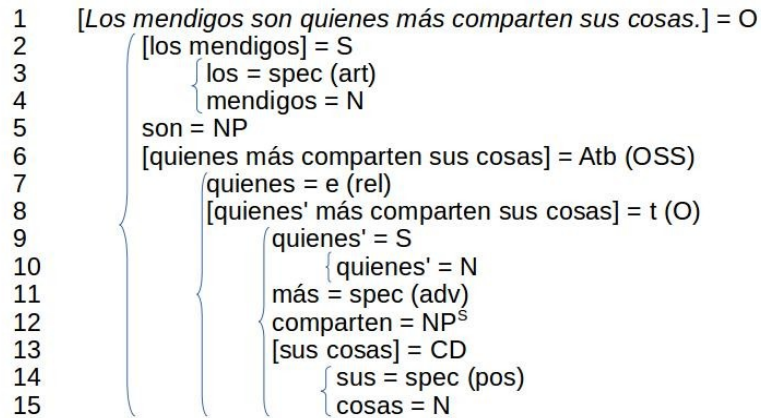 1 [Los mendigos son quienes más comparten sus cosas.] = O
2 [los mendigos] = S
3 los = spec (art)
4 mendigos = N
5 son = NP
6 [quienes más comparten sus cosas] = Atb (OSS)
7 quienes = e (rel)
8 [quienes' más comparten sus cosas] = t (O)
9 quienes' = S
10 quienes' = N
11 más = spec (adv)
12 comparten = NPˢ
13 [sus cosas] = CD
14 sus = spec (pos)
15 cosas = N